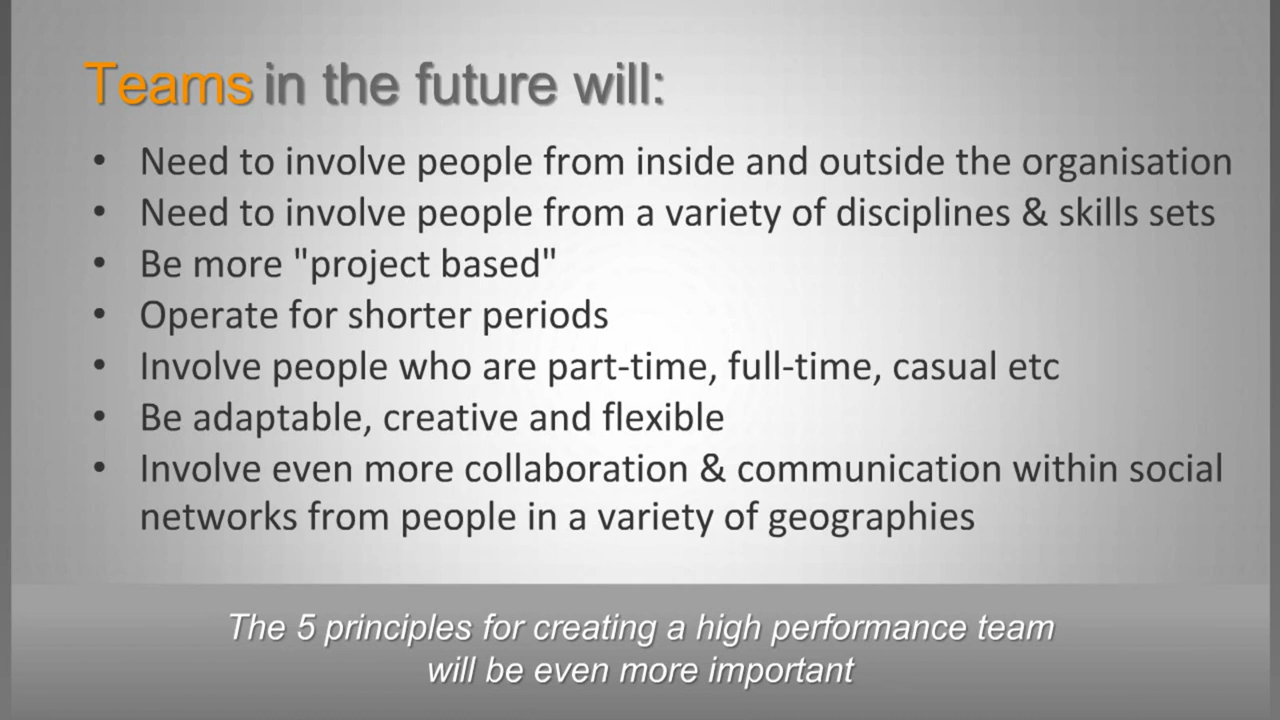 Teams in the future will:
• Need to involve people from inside and outside the organisation
• Need to involve people from a variety of disciplines & skills sets
• Be more "project based"
• Operate for shorter periods
• Involve people who are part-time, full-time, casual etc
• Be adaptable, creative and flexible
• Involve even more collaboration & communication within social
networks from people in a variety of geographies
The 5 principles for creating a high performance team
will be even more important